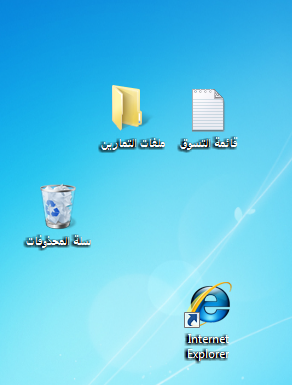 قائمة التسوق
ملفات التمارين
سلة المحذوفات
Internet
Explorer